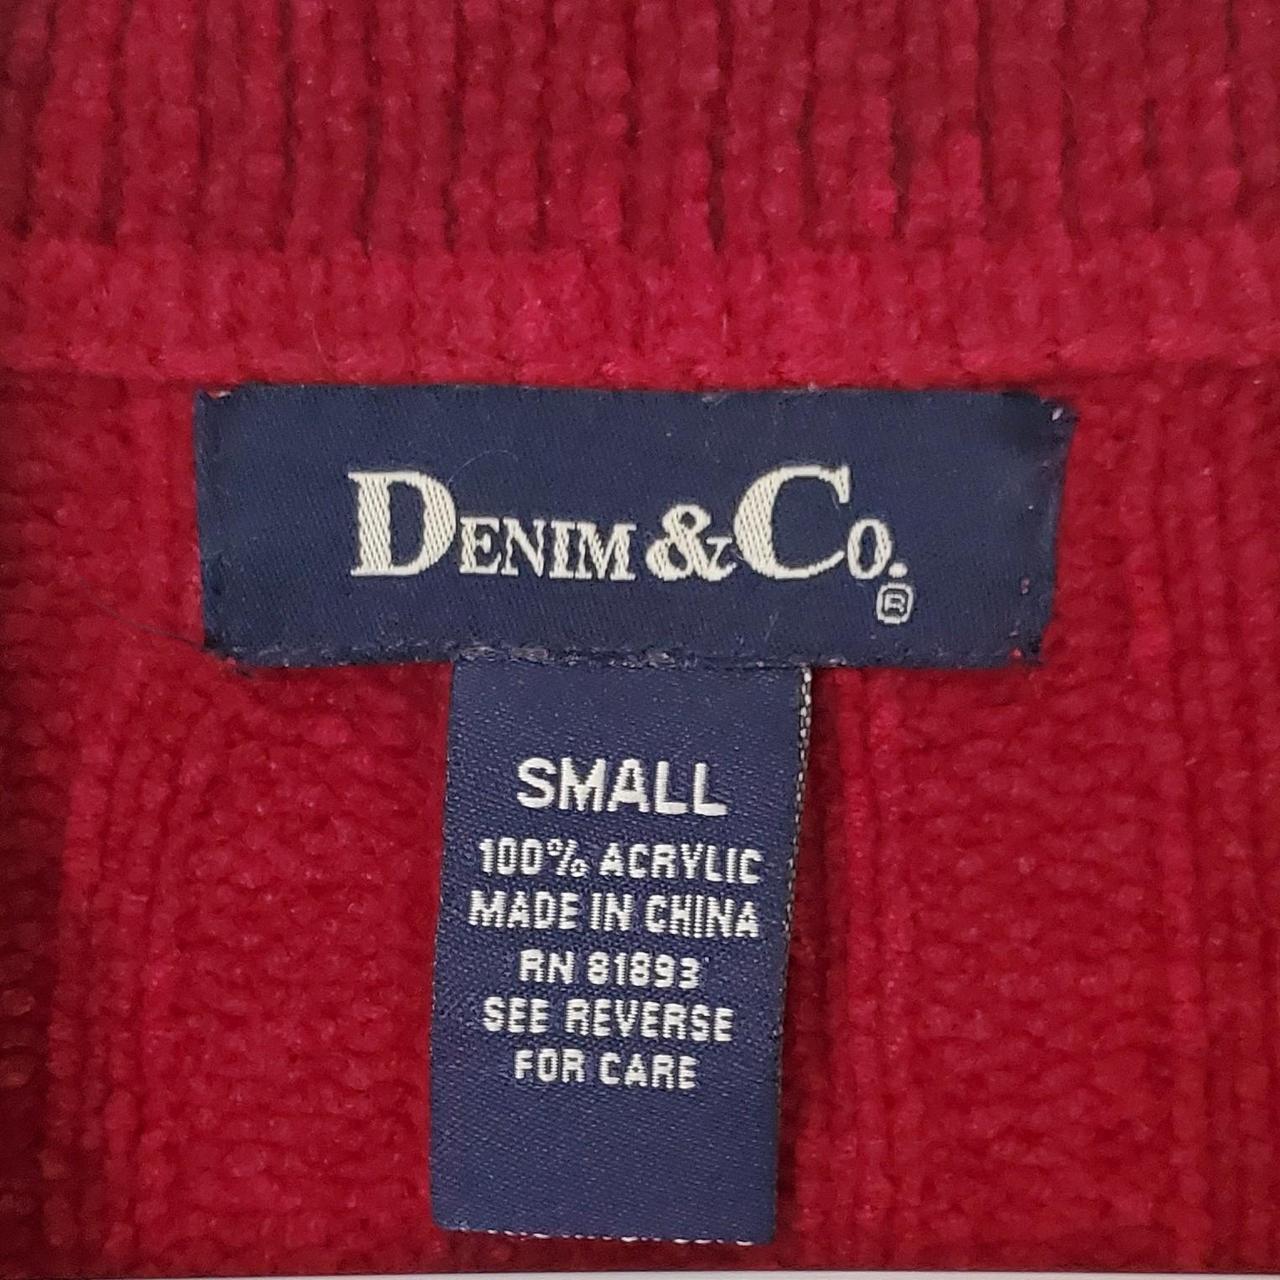 DENIM & CO.®
SMALL
100% ACRYLIC
MADE IN CHINA
RN 81893
SEE REVERSE
FOR CARE